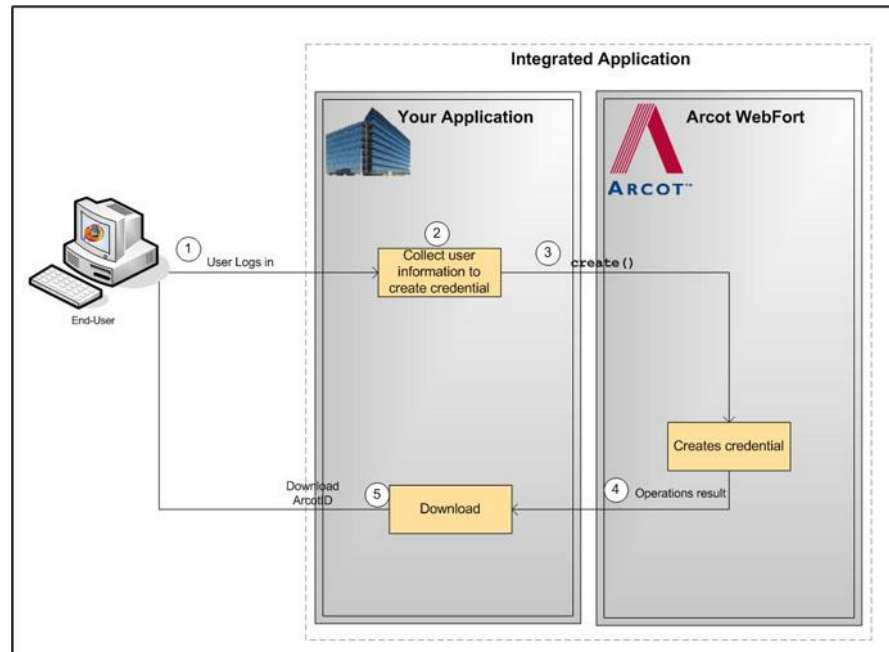 Integrated Application
Your Application
Arcot WebFort
ARCOT™
1
User Logs in
2
Collect user
information to
create credential
3
create()
End-User
Creates credential
4
Operations result
5
Download
Download
ArcotID